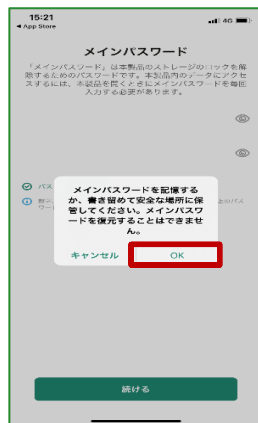 15:21
4G
◀ App Store
メインパスワード
「メインパスワード」は本製品のストレージのロックを解
除するためのパスワードです。本製品内のデータにアクセ
スするには、本製品を開くときにメインパスワードを毎回
入力する必要があります。
パス
メインパスワードを記憶する
か、書き留めて安全な場所に保
管してください。メインパスワ
ードを復元することはできませ
ん。
キャンセル
OK
続ける